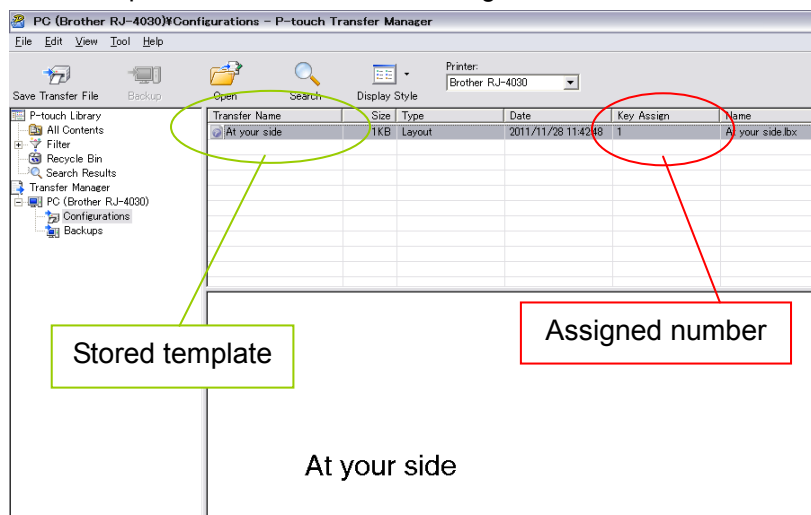 PC (Brother RJ-4030)¥Configurations - P-touch Transfer Manager
File Edit View Tool Help
Save Transfer File Backup Open Search Display Style
Printer:
Brother RJ-4030
P-touch Library
All Contents
Filter
Recycle Bin
Search Results
Transfer Manager
PC (Brother RJ-4030)
Configurations
Backups
Transfer Name Size Type Date Key Assign Name
At your side 1KB Layout 2011/11/28 11:42:48 1 At your side.lbx
Stored template
Assigned number
At your side